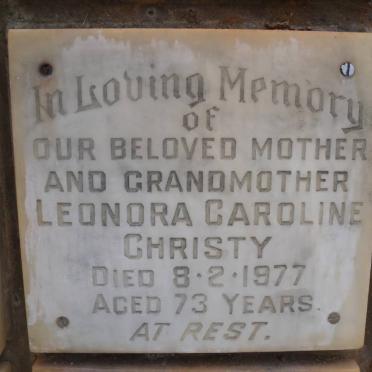 In Loving Memory
of
OUR BELOVED MOTHER
AND GRANDMOTHER
LEONORA CAROLINE
CHRISTY
DIED 8·2·1977
AGED 73 YEARS.
AT REST.